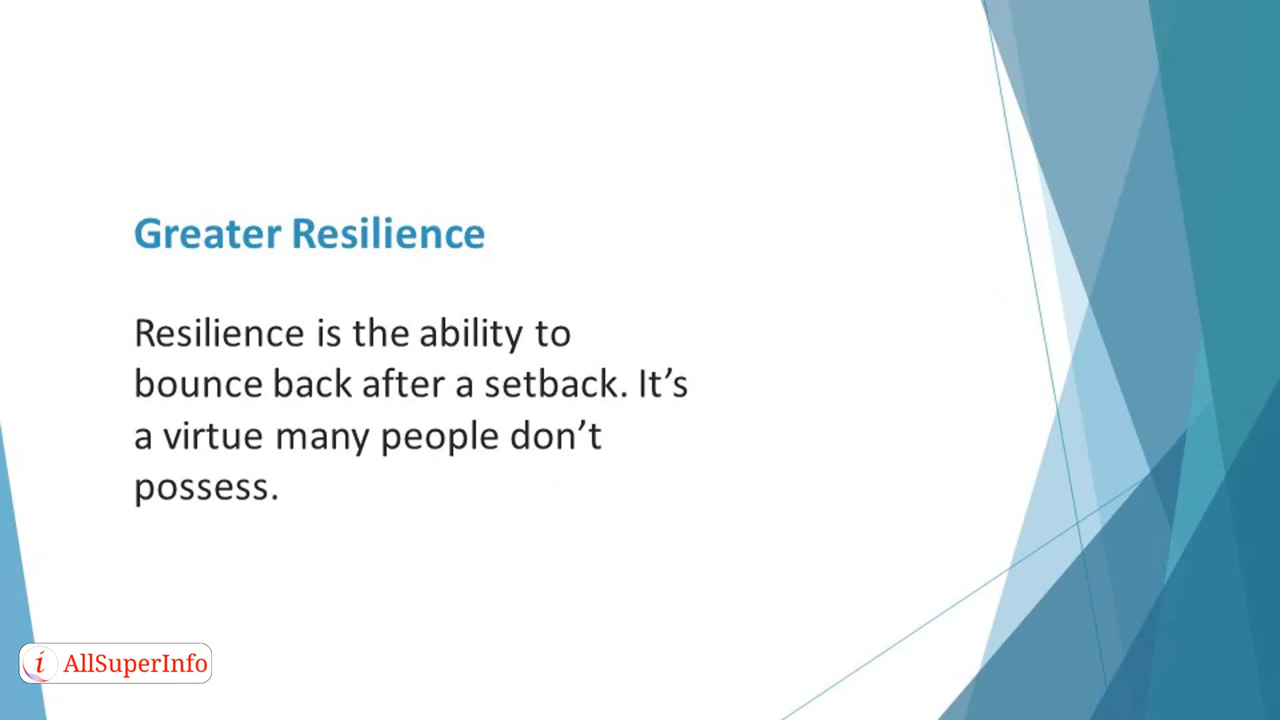 Greater Resilience
Resilience is the ability to
bounce back after a setback. It’s
a virtue many people don’t
possess.
i AllSuperInfo